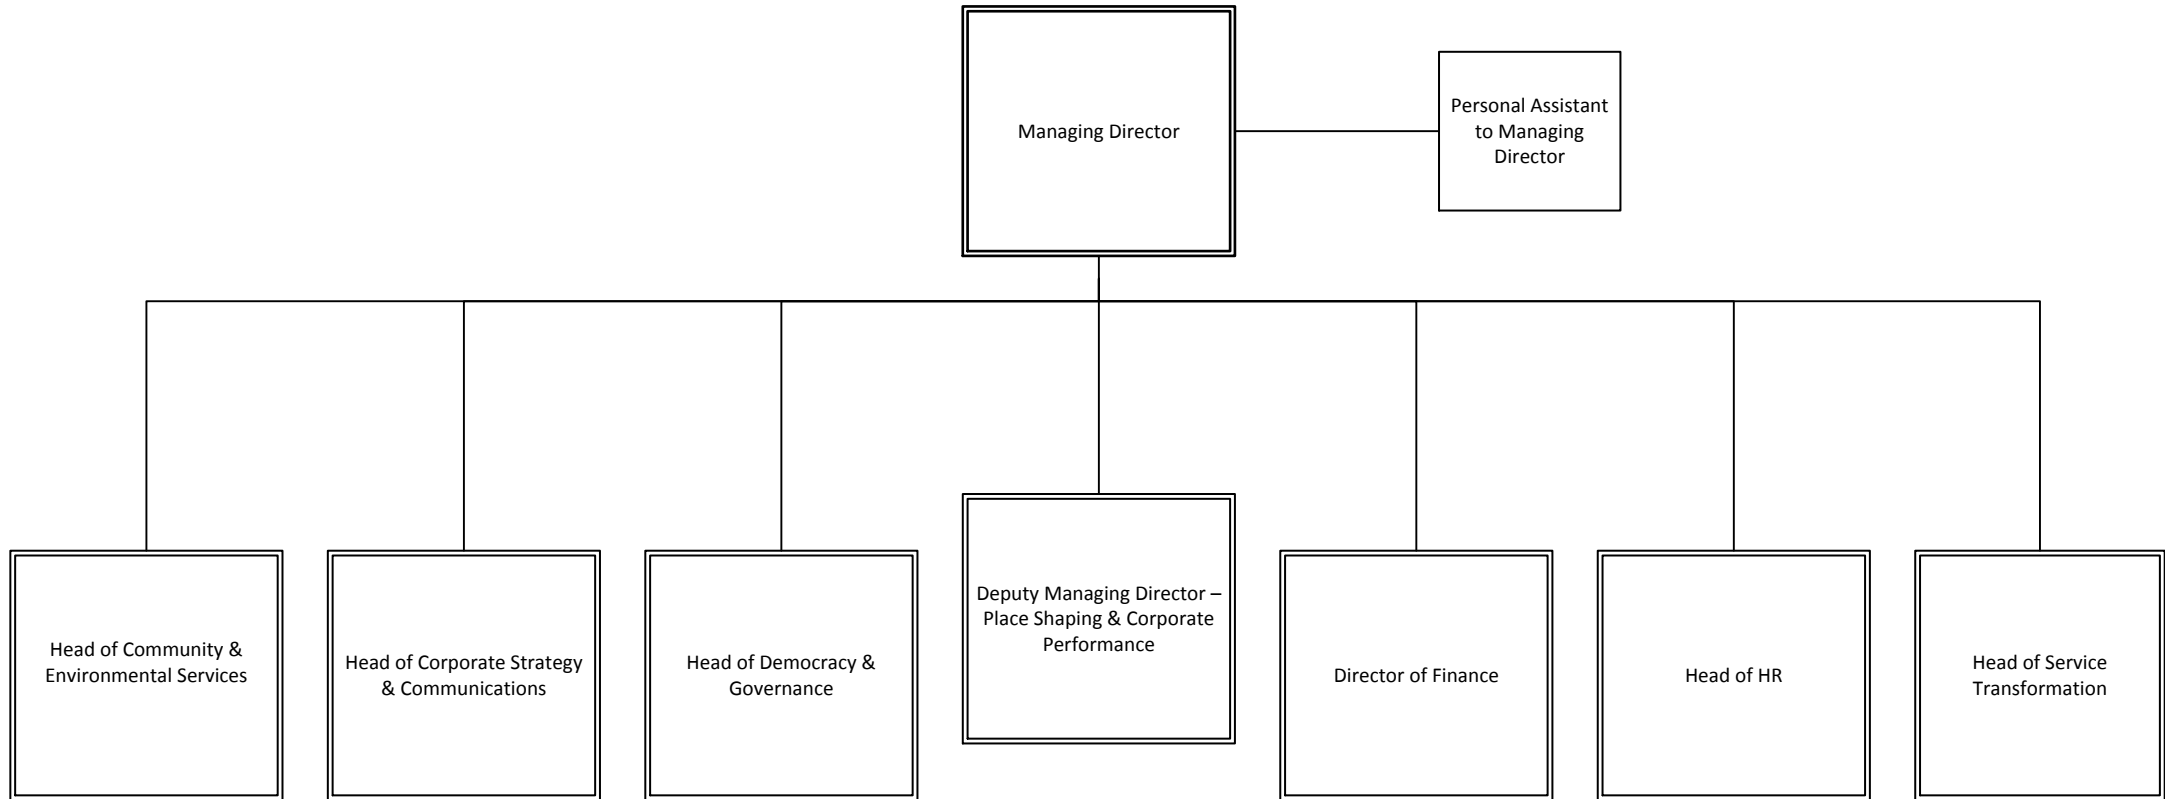 Managing Director
Personal Assistant
to Managing
Director
Head of Community &
Environmental Services
Head of Corporate Strategy
& Communications
Head of Democracy &
Governance
Deputy Managing Director –
Place Shaping & Corporate
Performance
Director of Finance
Head of HR
Head of Service
Transformation